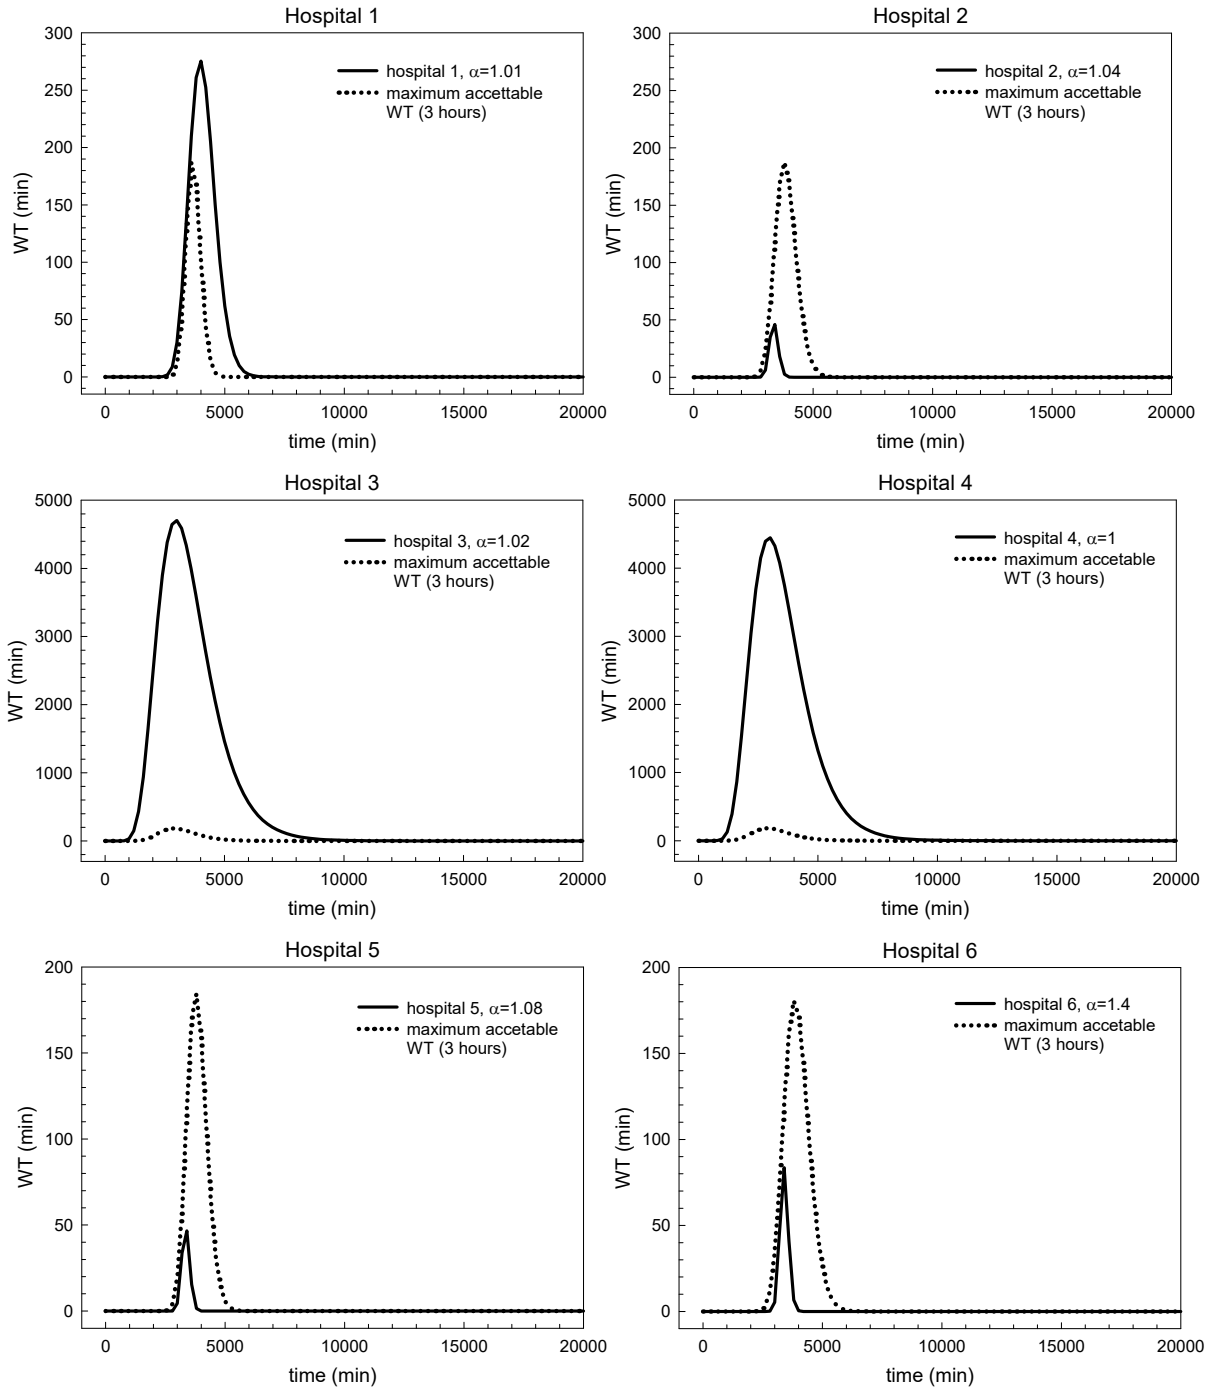 Hospital 1
300
250
200
150
100
50
0
WT (min)
hospital 1, α=1.01
maximum accettable
WT (3 hours)
0 5000 10000 15000 20000
time (min)
Hospital 2
300
250
200
150
100
50
0
WT (min)
hospital 2, α=1.04
maximum accettable
WT (3 hours)
0 5000 10000 15000 20000
time (min)
Hospital 3
5000
4000
3000
2000
1000
0
WT (min)
hospital 3, α=1.02
maximum accettable
WT (3 hours)
0 5000 10000 15000 20000
time (min)
Hospital 4
5000
4000
3000
2000
1000
0
WT (min)
hospital 4, α=1
maximum accettable
WT (3 hours)
0 5000 10000 15000 20000
time (min)
Hospital 5
200
150
100
50
0
WT (min)
hospital 5, α=1.08
maximum accetable
WT (3 hours)
0 5000 10000 15000 20000
time (min)
Hospital 6
200
150
100
50
0
WT (min)
hospital 6, α=1.4
maximum accetable
WT (3 hours)
0 5000 10000 15000 20000
time (min)